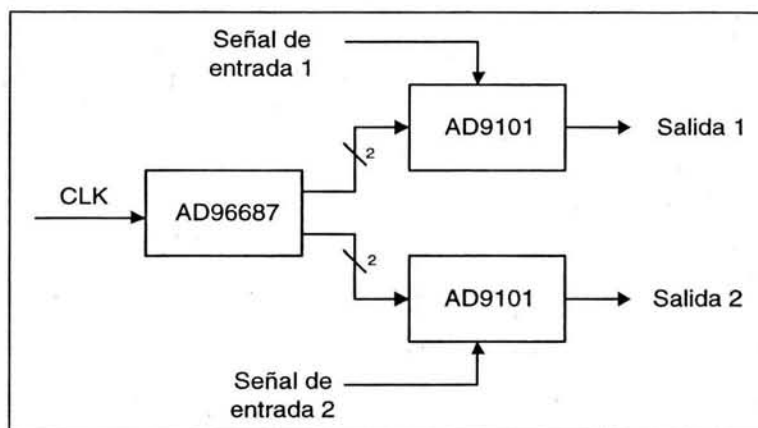 Señal de
entrada 1
AD9101
Salida 1
2
CLK
AD96687
2
AD9101
Salida 2
Señal de
entrada 2